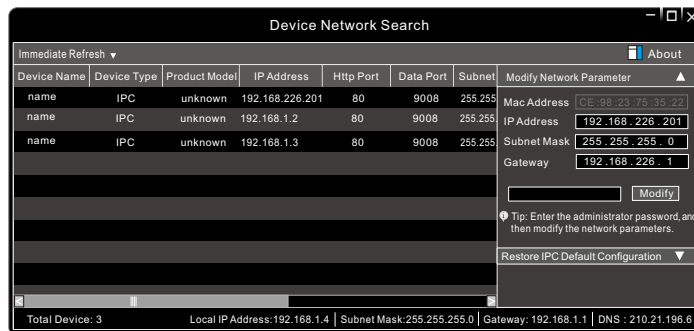 Device Network Search
Immediate Refresh
About
Device Name Device Type Product Model IP Address Http Port Data Port Subnet
name IPC unknown 192.168.226.201 80 9008 255.255
name IPC unknown 192.168.1.2 80 9008 255.255.
name IPC unknown 192.168.1.3 80 9008 255.255.
Modify Network Parameter
Mac Address CE:98:23:75:35:22
IP Address 192.168.226.201
Subnet Mask 255.255.255.0
Gateway 192.168.226.1
Modify
Tip: Enter the administrator password, and
then modify the network parameters.
Restore IPC Default Configuration
Total Device: 3 Local IP Address:192.168.1.4 Subnet Mask:255.255.255.0 Gateway: 192.168.1.1 DNS : 210.21.196.6